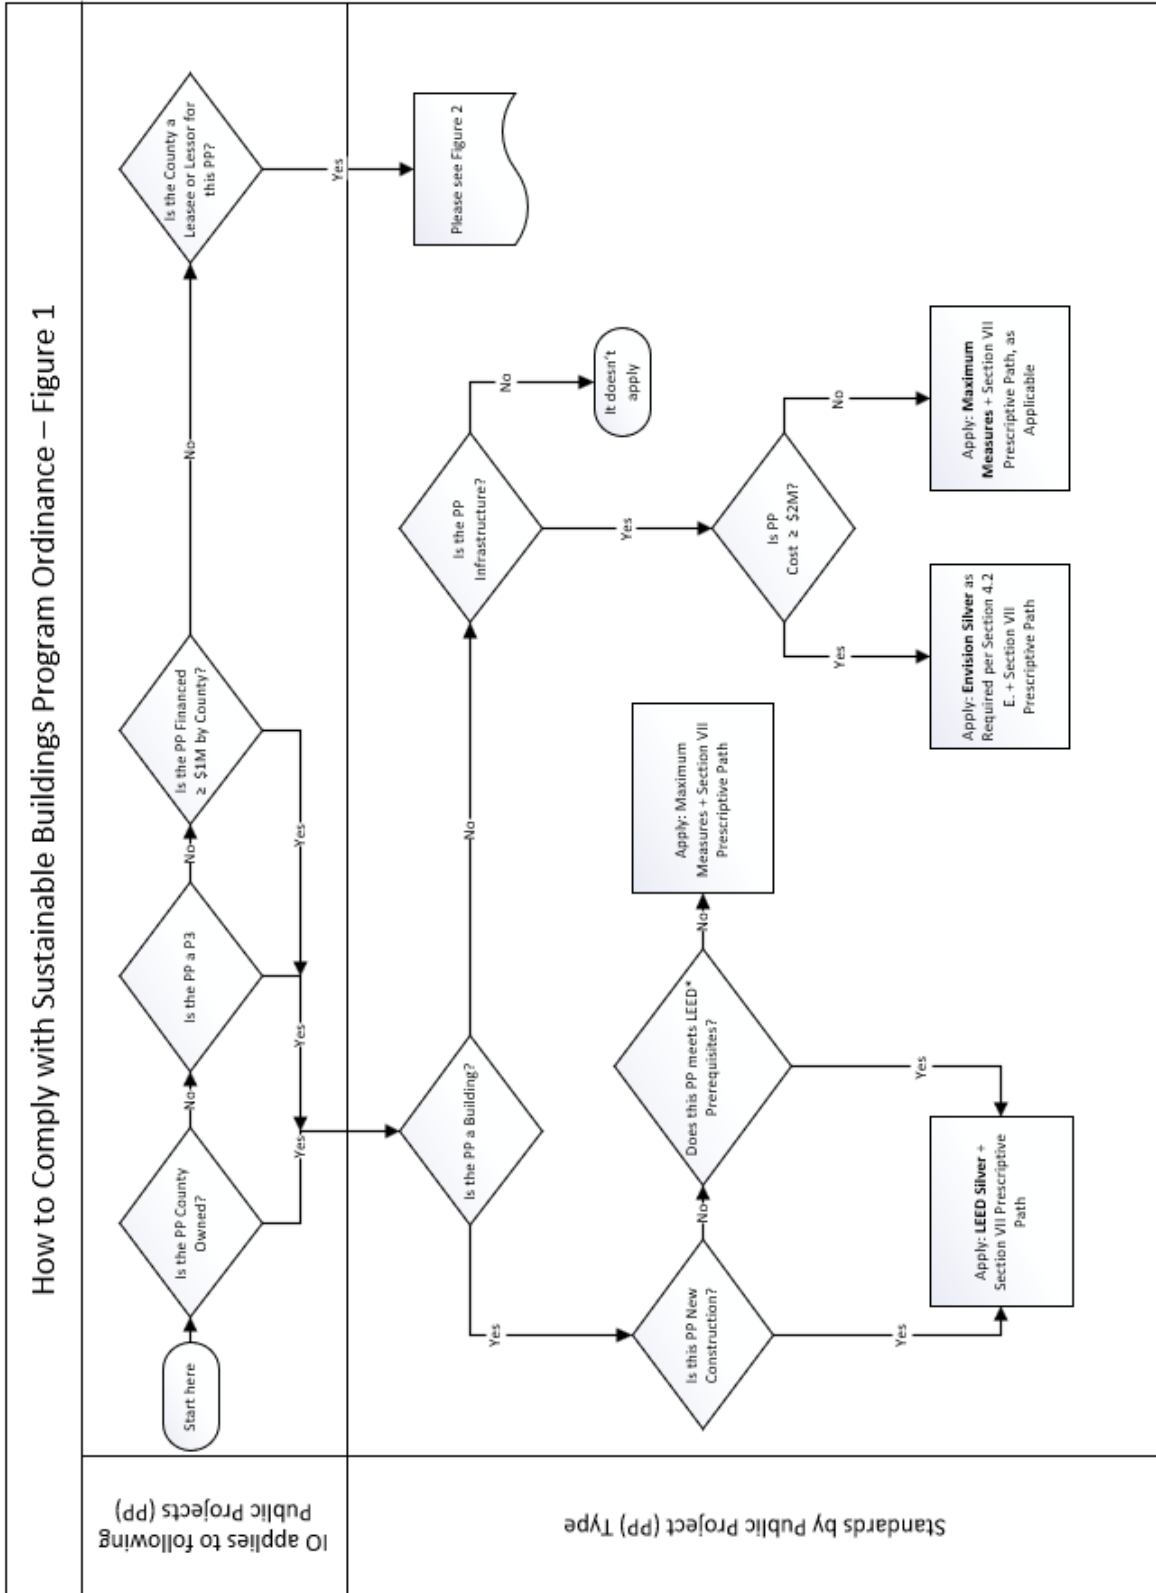 How to Comply with Sustainable Buildings Program Ordinance – Figure 1
IO applies to following
Public Projects (PP)
Start here
Is the PP County
Owned?
No
Is the PP a P3
No
Is the PP Financed
≥ $1M by County?
No
Is the County a
Leasee or Lessor for
this PP?
Yes
Yes
Yes
Yes
Please see Figure 2
Standards by Public Project (PP) Type
Is the PP a Building?
No
Is the PP
Infrastructure?
No
It doesn't
apply
Yes
Yes
Is this PP New
Construction?
No
Does this PP meets LEED*
Prerequisites?
No
Apply: Maximum
Measures + Section VII
Prescriptive Path
Is PP
Cost ≥ $2M?
Yes
No
Yes
Yes
Apply: LEED Silver +
Section VII Prescriptive
Path
Apply: Envision Silver as
Required per Section 4.2
E. + Section VII
Prescriptive Path
Apply: Maximum
Measures + Section VII
Prescriptive Path, as
Applicable